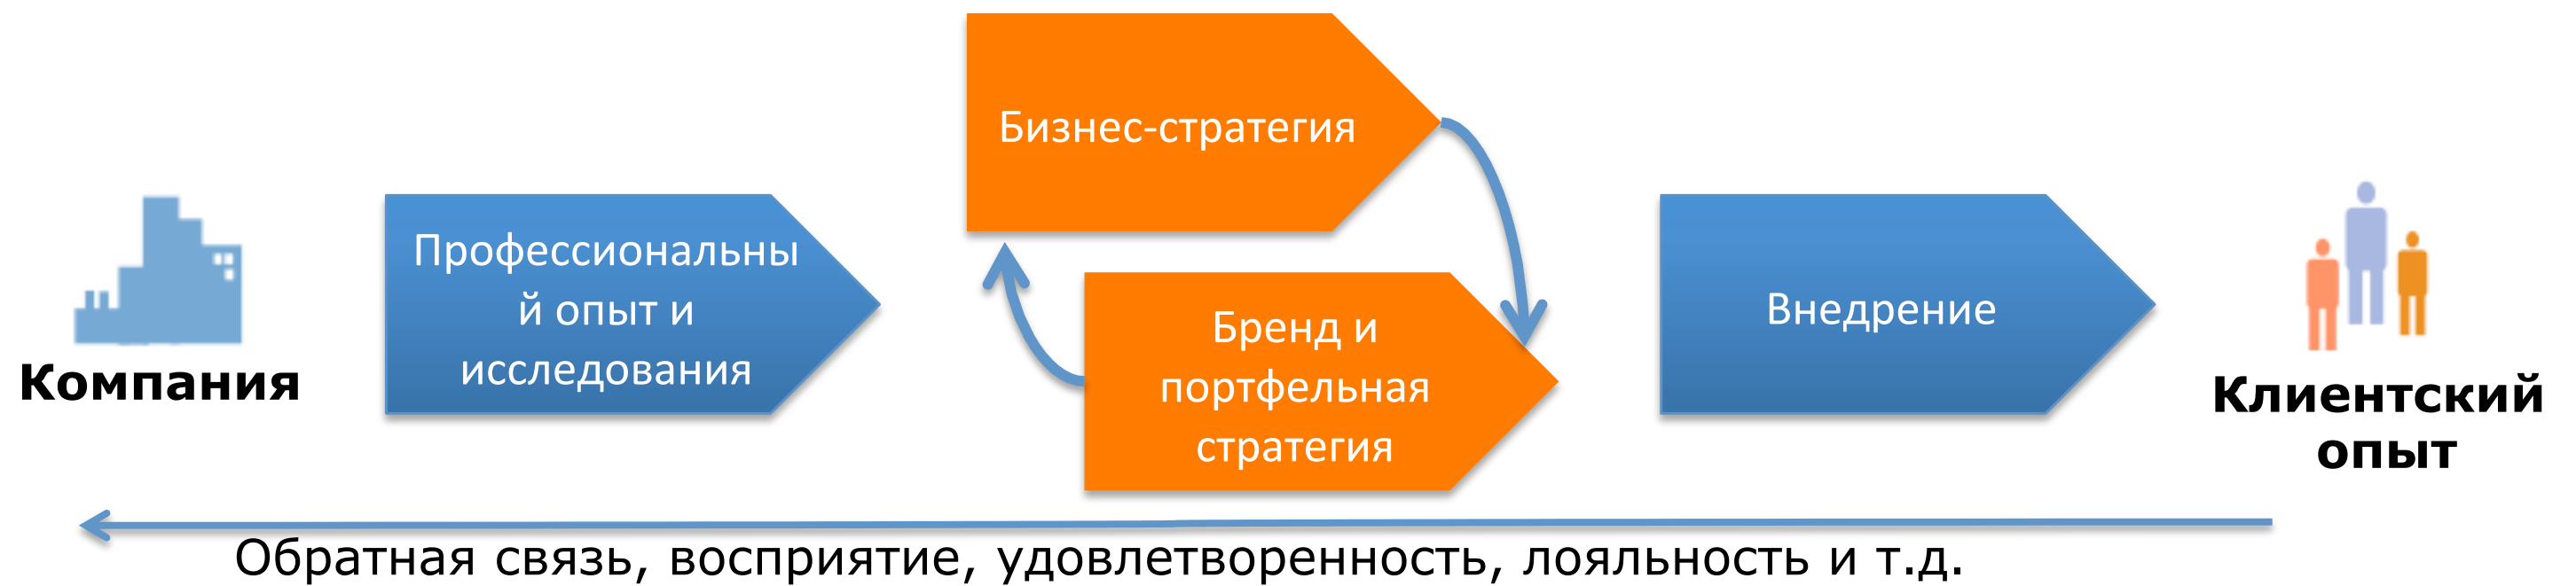 Компания
Профессиональны
й опыт и
исследования
Бизнес-стратегия
Бренд и
портфельная
стратегия
Внедрение
Клиентский
опыт
Обратная связь, восприятие, удовлетворенность, лояльность и т.д.